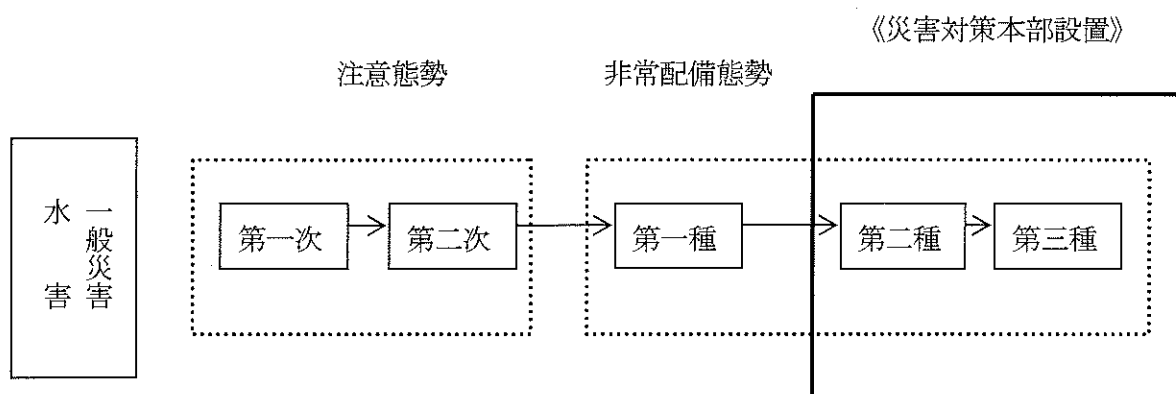 《災害対策本部設置》
注意態勢
非常配備態勢
一般災害
水害
第一次
第二次
第一種
第二種
第三種